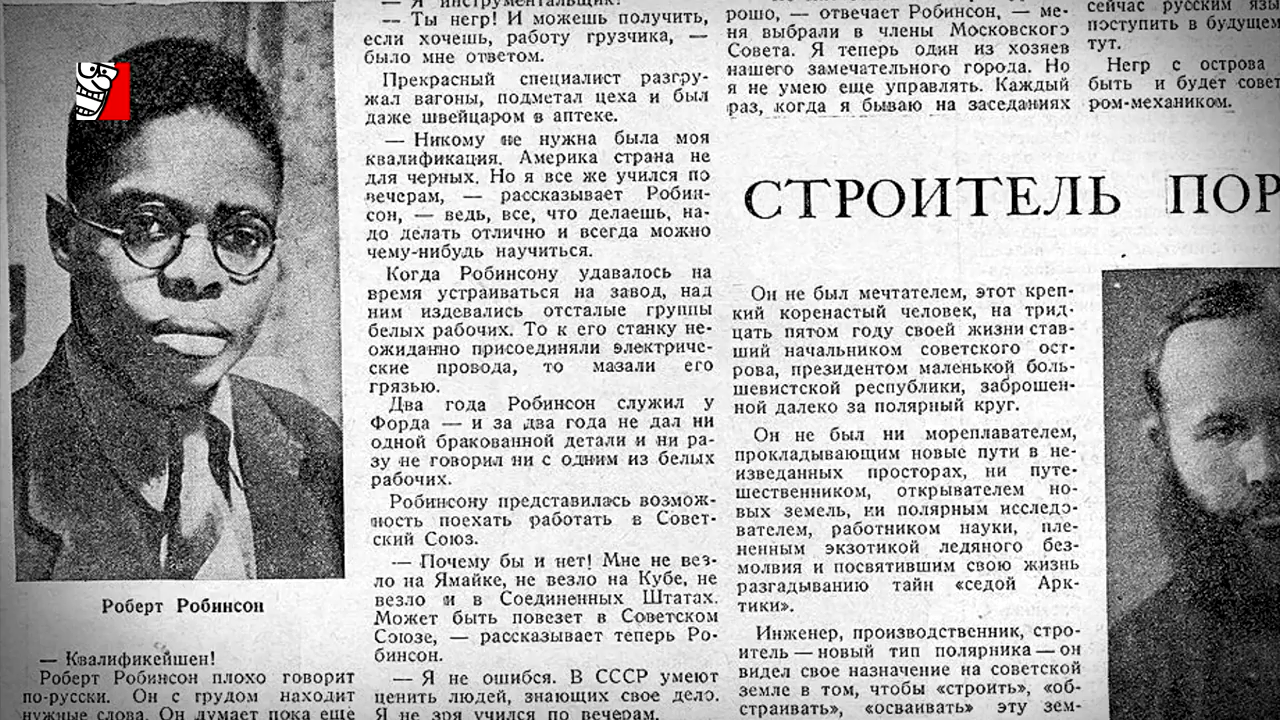 Роберт Робинсон
— Квалификейшен!
Роберт Робинсон плохо говорит
по-русски. Он с трудом находит
нужные слова. Он думает пока еще
— Я инструментальщик!
— Ты негр! И можешь получить,
если хочешь, работу грузчика, —
было мне ответом.
Прекрасный специалист разгру-
жал вагоны, подметал цеха и был
даже швейцаром в аптеке.
— Никому не нужна была моя
квалификация. Америка страна не
для черных. Но я все же учился по
вечерам, — рассказывает Робин-
сон, — ведь, все, что делаешь, на-
до делать отлично и всегда можно
чему-нибудь научиться.
Когда Робинсону удавалось на
время устраиваться на завод, над
ним издевались отсталые группы
белых рабочих. То к его станку не-
ожиданно присоединяли электриче-
ские провода, то мазали его
грязью.
Два года Робинсон служил у
Форда — и за два года не дал ни
одной бракованной детали и ни ра-
зу не говорил ни с одним из белых
рабочих.
Робинсону представилась возмож-
ность поехать работать в Совет-
ский Союз.
— Почему бы и нет! Мне не вез-
ло на Ямайке, не везло на Кубе, не
везло и в Соединенных Штатах.
Может быть повезет в Советском
Союзе, — рассказывает теперь Ро-
бинсон.
— Я не ошибся. В СССР умеют
ценить людей, знающих свое дело.
Я не зря учился по вечерам.
рошо, — отвечает Робинсон, — ме-
ня выбрали в члены Московского
Совета. Я теперь один из хозяев
нашего замечательного города. Но
я не умею еще управлять. Каждый
раз, когда я бываю на заседаниях
сейчас русским язы
поступить в будущем
тут.
Негр с острова
быть и будет совет
ром-механиком.
СТРОИТЕЛЬ ПОР
Он не был мечтателем, этот креп-
кий коренастый человек, на трид-
цать пятом году своей жизни став-
ший начальником советского ост-
рова, президентом маленькой боль-
шевистской республики, заброшен-
ной далеко за полярный круг.
Он не был ни мореплавателем,
прокладывающим новые пути в не-
изведанных просторах, ни путе-
шественником, открывателем но-
вых земель, ни полярным исследо-
вателем, работником науки, пле-
ненным экзотикой ледяного без-
молвия и посвятившим свою жизнь
разгадыванию тайн «седой Арк-
тики».
Инженер, производственник, стро-
итель — новый тип полярника — он
видел свое назначение на советской
земле в том, чтобы «строить», «об-
страивать», «осваивать» эту зем-